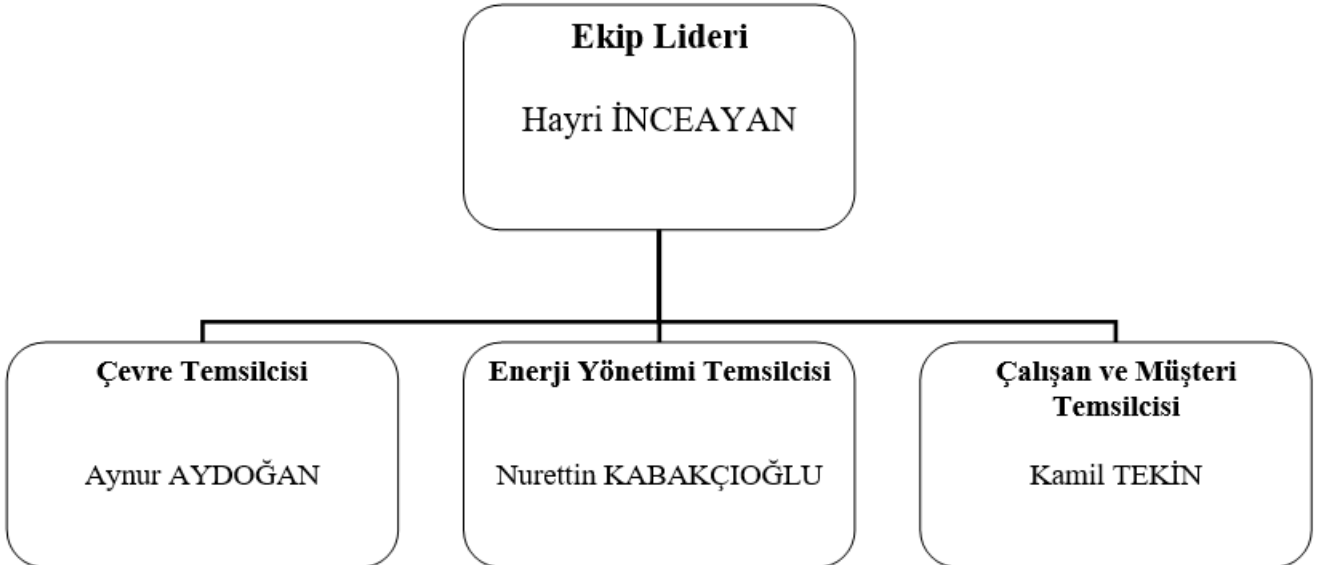 Ekip Lideri
Hayri İNCEAYAN
Çevre Temsilcisi
Aynur AYDOĞAN
Enerji Yönetimi Temsilcisi
Nurettin KABAKÇIOĞLU
Çalışan ve Müşteri
Temsilcisi
Kamil TEKİN